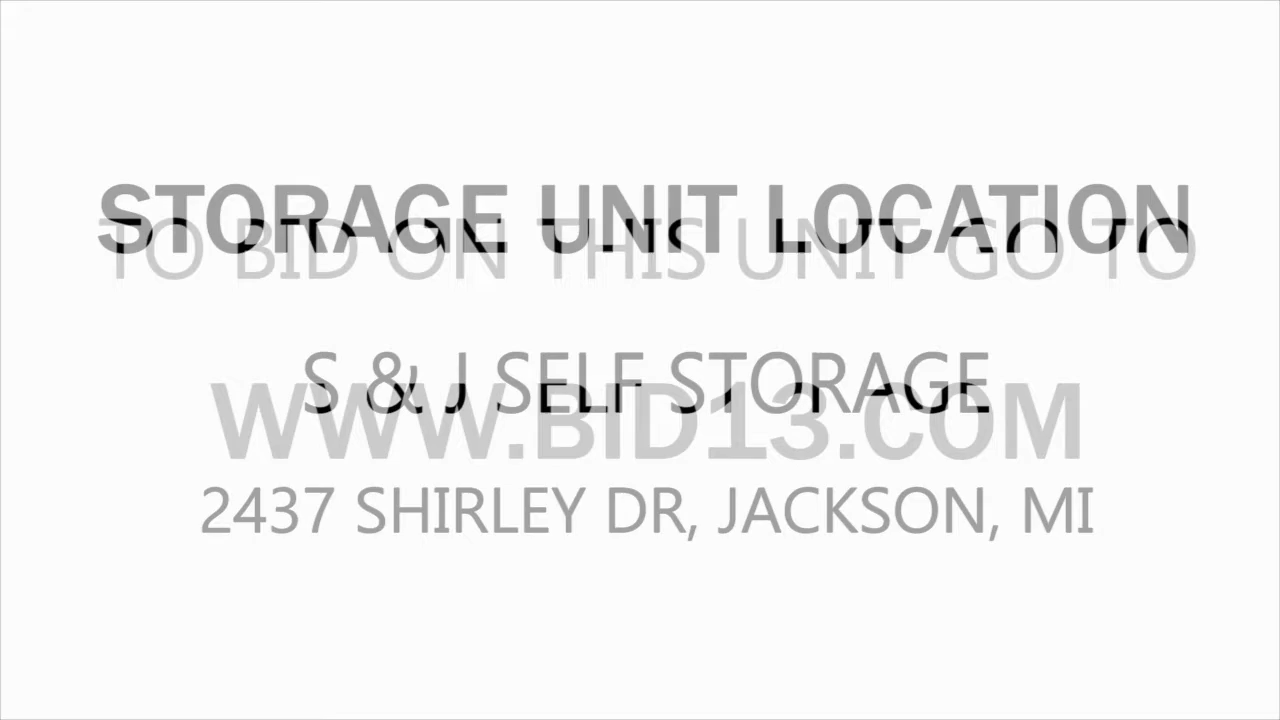 STORAGE UNIT LOCATION
TO BID ON THIS UNIT GO TO
S & J SELF STORAGE
WWW.BID13.COM
2437 SHIRLEY DR, JACKSON, MI